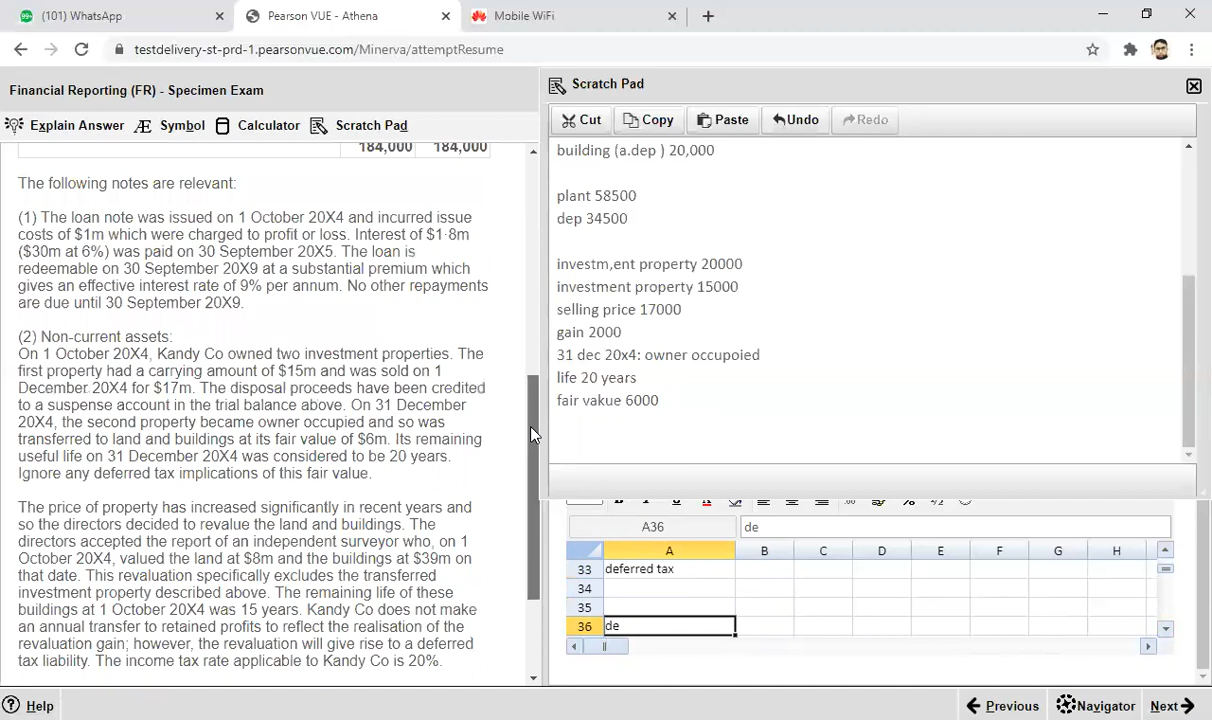 (101) WhatsApp
Pearson VUE - Athena
Mobile WiFi
testdelivery-st-prd-1.pearsonvue.com/Minerva/attemptResume
Financial Reporting (FR) - Specimen Exam
Explain Answer Æ Symbol Calculator Scratch Pad
184,000 184,000
The following notes are relevant:
(1) The loan note was issued on 1 October 20X4 and incurred issue
costs of $1m which were charged to profit or loss. Interest of $1·8m
($30m at 6%) was paid on 30 September 20X5. The loan is
redeemable on 30 September 20X9 at a substantial premium which
gives an effective interest rate of 9% per annum. No other repayments
are due until 30 September 20X9.
(2) Non-current assets:
On 1 October 20X4, Kandy Co owned two investment properties. The
first property had a carrying amount of $15m and was sold on 1
December 20X4 for $17m. The disposal proceeds have been credited
to a suspense account in the trial balance above. On 31 December
20X4, the second property became owner occupied and so was
transferred to land and buildings at its fair value of $6m. Its remaining
useful life on 31 December 20X4 was considered to be 20 years.
Ignore any deferred tax implications of this fair value.
The price of property has increased significantly in recent years and
so the directors decided to revalue the land and buildings. The
directors accepted the report of an independent surveyor who, on 1
October 20X4, valued the land at $8m and the buildings at $39m on
that date. This revaluation specifically excludes the transferred
investment property described above. The remaining life of these
buildings at 1 October 20X4 was 15 years. Kandy Co does not make
an annual transfer to retained profits to reflect the realisation of the
revaluation gain; however, the revaluation will give rise to a deferred
tax liability. The income tax rate applicable to Kandy Co is 20%.
Scratch Pad
Cut Copy Paste Undo Redo
building (a.dep ) 20,000
plant 58500
dep 34500
investm,ent property 20000
investment property 15000
selling price 17000
gain 2000
31 dec 20x4: owner occupoied
life 20 years
fair vakue 6000
A36 de
A B C D E F G H
33 deferred tax
34
35
36 de
Help
Previous Navigator Next